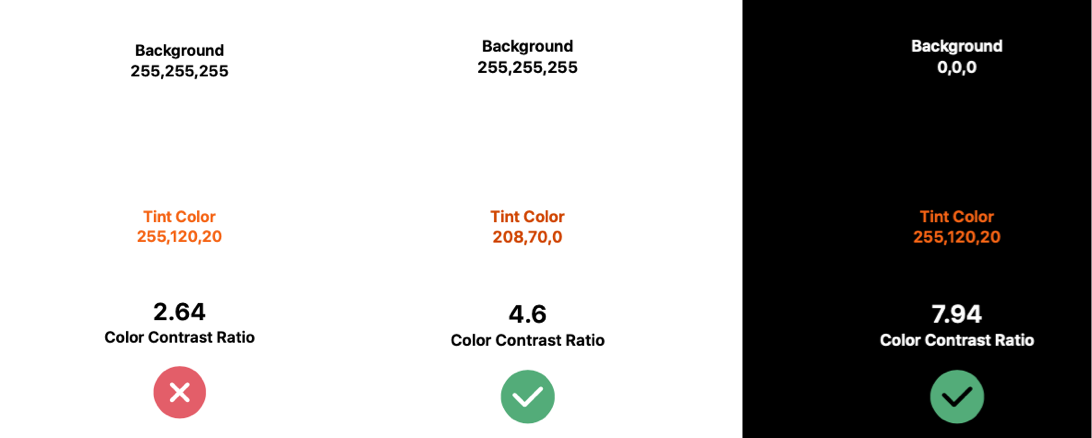 Background
255,255,255
Tint Color
255,120,20
2.64
Color Contrast Ratio
Background
255,255,255
Tint Color
208,70,0
4.6
Color Contrast Ratio
Background
0,0,0
Tint Color
255,120,20
7.94
Color Contrast Ratio